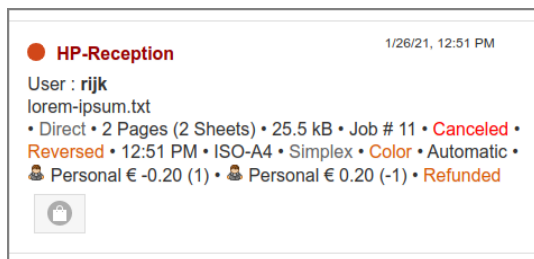 HP-Reception
1/26/21, 12:51 PM
User : rijk
lorem-ipsum.txt
• Direct • 2 Pages (2 Sheets) • 25.5 kB • Job # 11 • Canceled •
Reversed • 12:51 PM • ISO-A4 • Simplex • Color • Automatic •
Personal € -0.20 (1) • Personal € 0.20 (-1) • Refunded